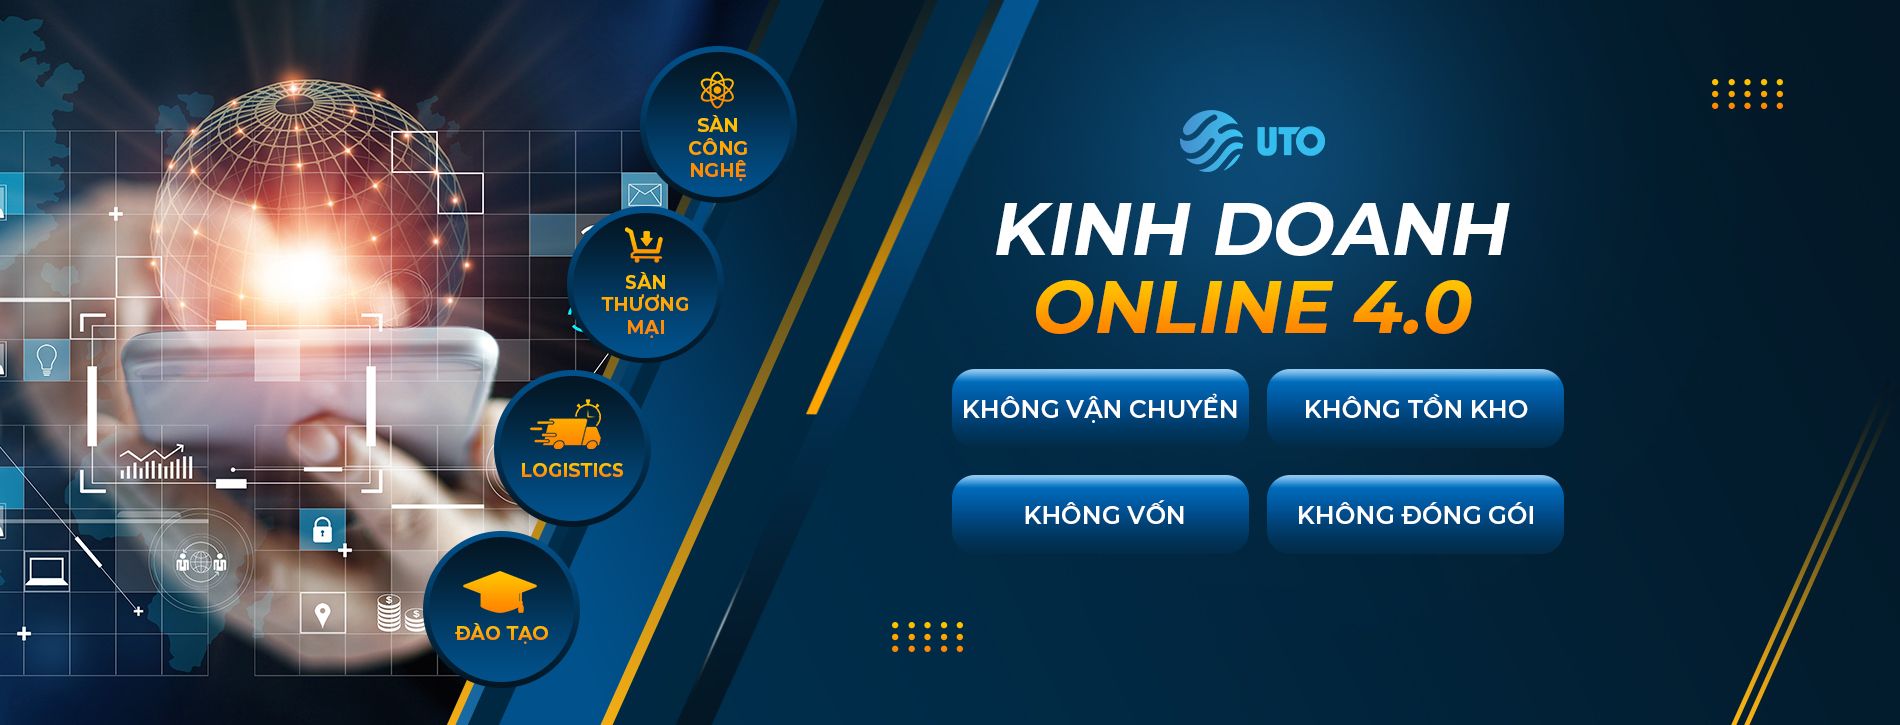 SÀN
CÔNG
NGHỆ
SÀN
THƯƠNG
MẠI
LOGISTICS
ĐÀO TẠO
UTO
KINH DOANH
ONLINE 4.0
KHÔNG VẬN CHUYỂN
KHÔNG TỒN KHO
KHÔNG VỐN
KHÔNG ĐÓNG GÓI